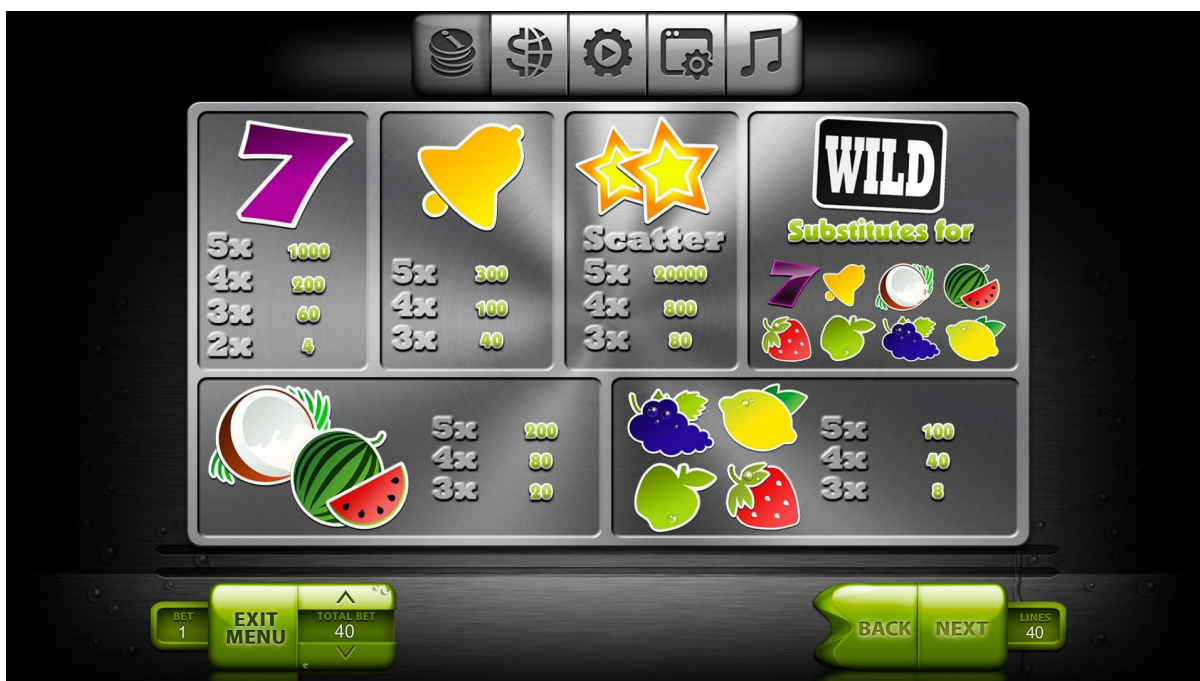 5x 1000
4x 200
3x 60
2x 4
5x 300
4x 100
3x 40
Scatter
5x 20000
4x 800
3x 80
WILD
Substitutes for
5x 200
4x 80
3x 20
5x 100
4x 40
3x 8
BET
1
EXIT
MENU
TOTAL BET
40
BACK
NEXT
LINES
40